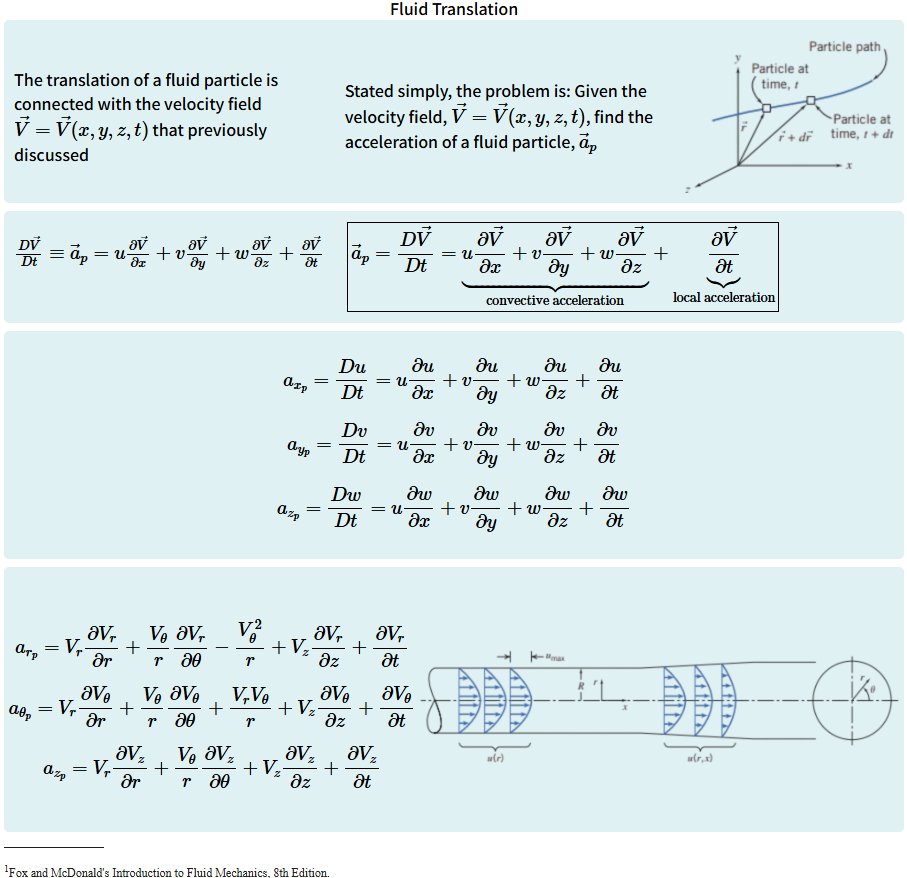 Fluid Translation
The translation of a fluid particle is
connected with the velocity field
$\vec{V} = \vec{V}(x, y, z, t)$ that previously
discussed
Stated simply, the problem is: Given the
velocity field, $\vec{V} = \vec{V}(x, y, z, t)$, find the
acceleration of a fluid particle, $\vec{a}_p$
Particle path
y
Particle at
time, t
Particle at
time, t + dt
$\vec{r}$
$\vec{r} + d\vec{r}$
x
z
$\frac{D\vec{V}}{Dt} \equiv \vec{a}_p = u\frac{\partial \vec{V}}{\partial x} + v\frac{\partial \vec{V}}{\partial y} + w\frac{\partial \vec{V}}{\partial z} + \frac{\partial \vec{V}}{\partial t}$
$\vec{a}_p = \frac{D\vec{V}}{Dt} = \underbrace{u\frac{\partial \vec{V}}{\partial x} + v\frac{\partial \vec{V}}{\partial y} + w\frac{\partial \vec{V}}{\partial z}}_{\text{convective acceleration}} + \underbrace{\frac{\partial \vec{V}}{\partial t}}_{\text{local acceleration}}$
$a_{x_p} = \frac{Du}{Dt} = u\frac{\partial u}{\partial x} + v\frac{\partial u}{\partial y} + w\frac{\partial u}{\partial z} + \frac{\partial u}{\partial t}$
$a_{y_p} = \frac{Dv}{Dt} = u\frac{\partial v}{\partial x} + v\frac{\partial v}{\partial y} + w\frac{\partial v}{\partial z} + \frac{\partial v}{\partial t}$
$a_{z_p} = \frac{Dw}{Dt} = u\frac{\partial w}{\partial x} + v\frac{\partial w}{\partial y} + w\frac{\partial w}{\partial z} + \frac{\partial w}{\partial t}$
$a_{r_p} = V_r\frac{\partial V_r}{\partial r} + \frac{V_\theta}{r}\frac{\partial V_r}{\partial \theta} - \frac{V_\theta^2}{r} + V_z\frac{\partial V_r}{\partial z} + \frac{\partial V_r}{\partial t}$
$a_{\theta_p} = V_r\frac{\partial V_\theta}{\partial r} + \frac{V_\theta}{r}\frac{\partial V_\theta}{\partial \theta} + \frac{V_r V_\theta}{r} + V_z\frac{\partial V_\theta}{\partial z} + \frac{\partial V_\theta}{\partial t}$
$a_{z_p} = V_r\frac{\partial V_z}{\partial r} + \frac{V_\theta}{r}\frac{\partial V_z}{\partial \theta} + V_z\frac{\partial V_z}{\partial z} + \frac{\partial V_z}{\partial t}$
$u_{max}$
R
r
x
r
θ
u(r)
u(r,x)
$^1$Fox and McDonald's Introduction to Fluid Mechanics, 8th Edition.